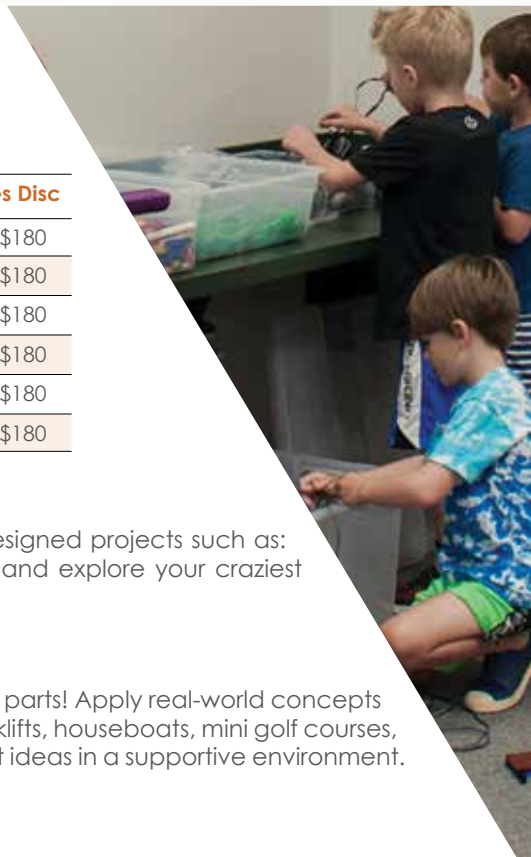 es Disc
$180
$180
$180
$180
$180
$180
esigned projects such as:
and explore your craziest
parts! Apply real-world concepts
klifts, houseboats, mini golf courses,
t ideas in a supportive environment.